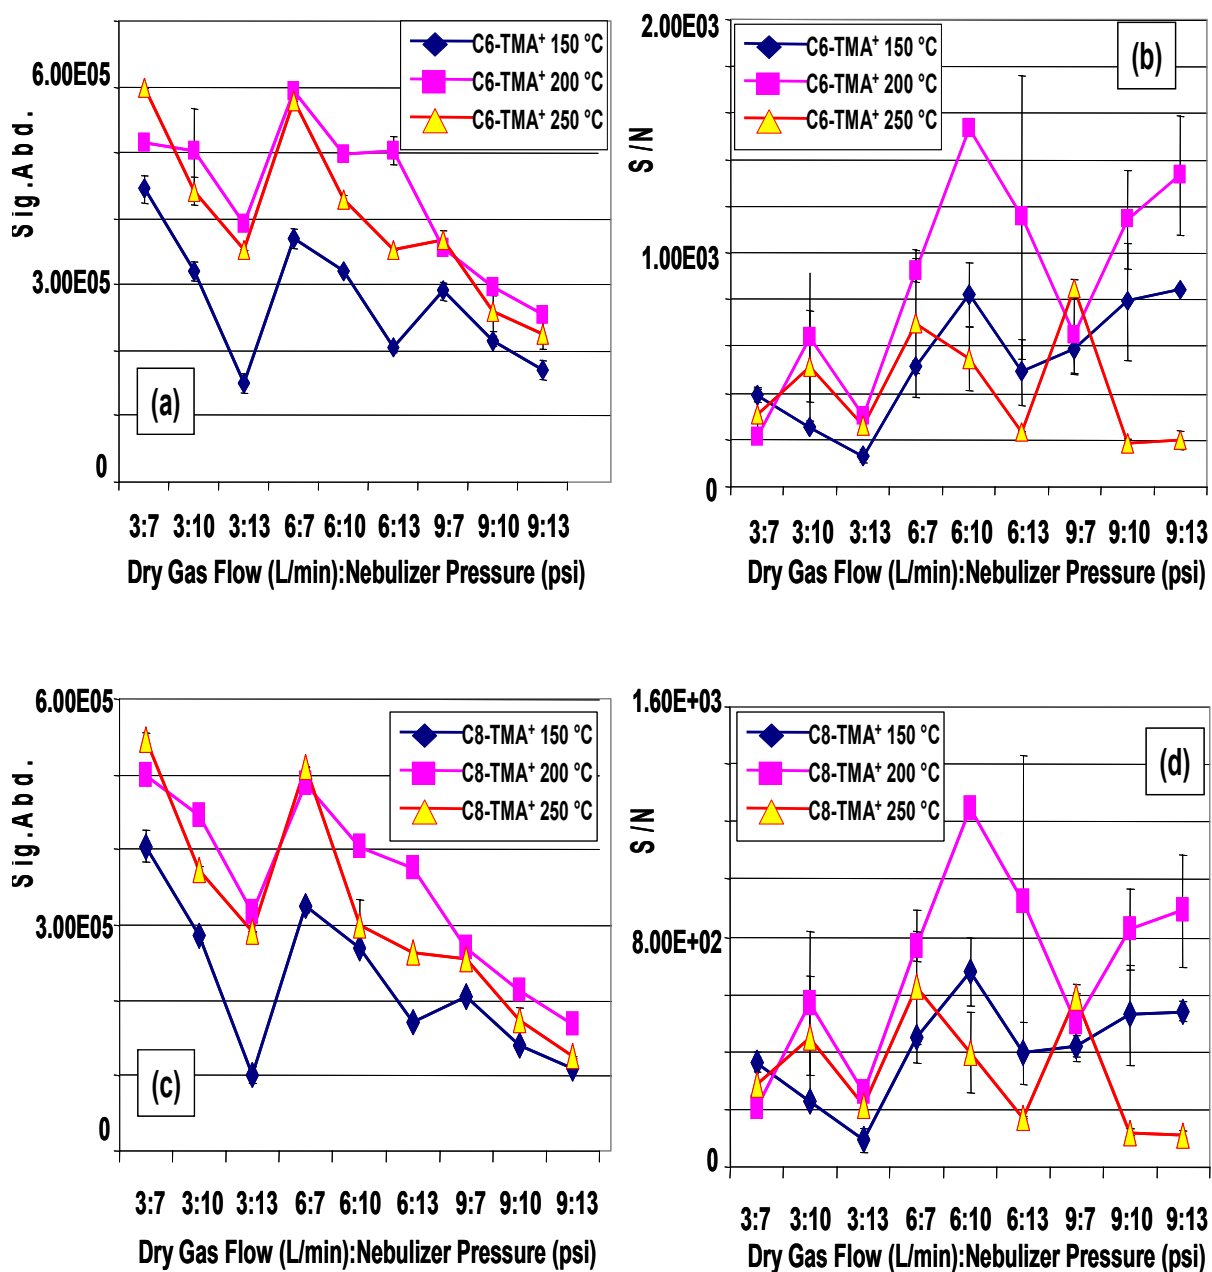 Sig.Abd.
6.00E05
3.00E05
0
C6-TMA⁺ 150 °C
C6-TMA⁺ 200 °C
C6-TMA⁺ 250 °C
(a)
3:7 3:10 3:13 6:7 6:10 6:13 9:7 9:10 9:13
Dry Gas Flow (L/min):Nebulizer Pressure (psi)
S/N
2.00E03
1.00E03
0
C6-TMA⁺ 150 °C
C6-TMA⁺ 200 °C
C6-TMA⁺ 250 °C
(b)
3:7 3:10 3:13 6:7 6:10 6:13 9:7 9:10 9:13
Dry Gas Flow (L/min):Nebulizer Pressure (psi)
Sig.Abd.
6.00E05
3.00E05
0
C8-TMA⁺ 150 °C
C8-TMA⁺ 200 °C
C8-TMA⁺ 250 °C
(c)
3:7 3:10 3:13 6:7 6:10 6:13 9:7 9:10 9:13
Dry Gas Flow (L/min):Nebulizer Pressure (psi)
S/N
1.60E+03
8.00E+02
0
C8-TMA⁺ 150 °C
C8-TMA⁺ 200 °C
C8-TMA⁺ 250 °C
(d)
3:7 3:10 3:13 6:7 6:10 6:13 9:7 9:10 9:13
Dry Gas Flow (L/min):Nebulizer Pressure (psi)